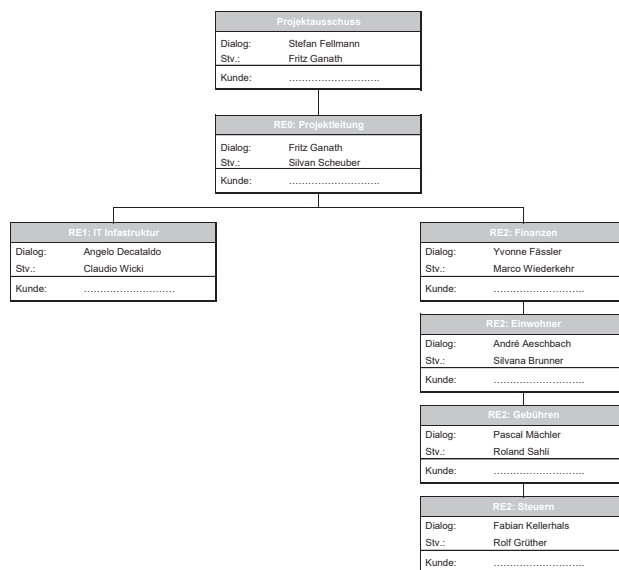 Projektausschuss
Dialog: Stefan Fellmann
Stv.: Fritz Ganath
Kunde: ............................
RE0: Projektleitung
Dialog: Fritz Ganath
Stv.: Silvan Scheuber
Kunde: ............................
RE1: IT Infastruktur
Dialog: Angelo Decataldo
Stv.: Claudio Wicki
Kunde: ............................
RE2: Finanzen
Dialog: Yvonne Fässler
Stv.: Marco Wiederkehr
Kunde: ............................
RE2: Einwohner
Dialog: André Aeschbach
Stv.: Silvana Brunner
Kunde: ............................
RE2: Gebühren
Dialog: Pascal Mächler
Stv.: Roland Sahli
Kunde: ............................
RE2: Steuern
Dialog: Fabian Kellerhals
Stv.: Rolf Grüther
Kunde: ............................